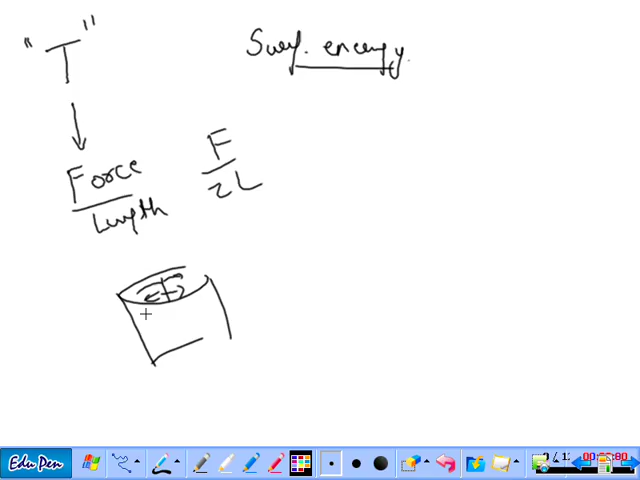 "T"
Surf. energy.
Force
Length
F
2L
Edu Pen